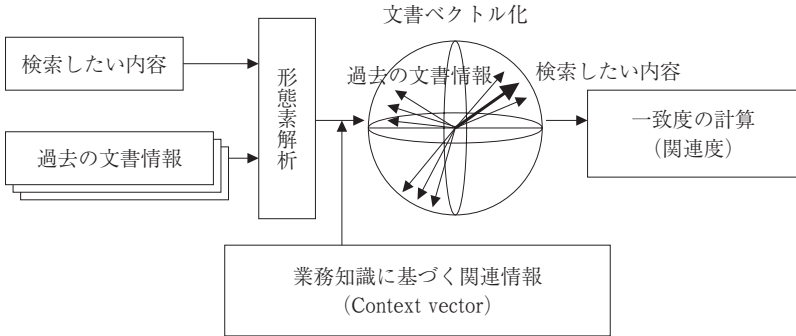 文書ベクトル化
検索したい内容
過去の文書情報
形態素解析
過去の文書情報
検索したい内容
一致度の計算
（関連度）
業務知識に基づく関連情報
（Context vector）